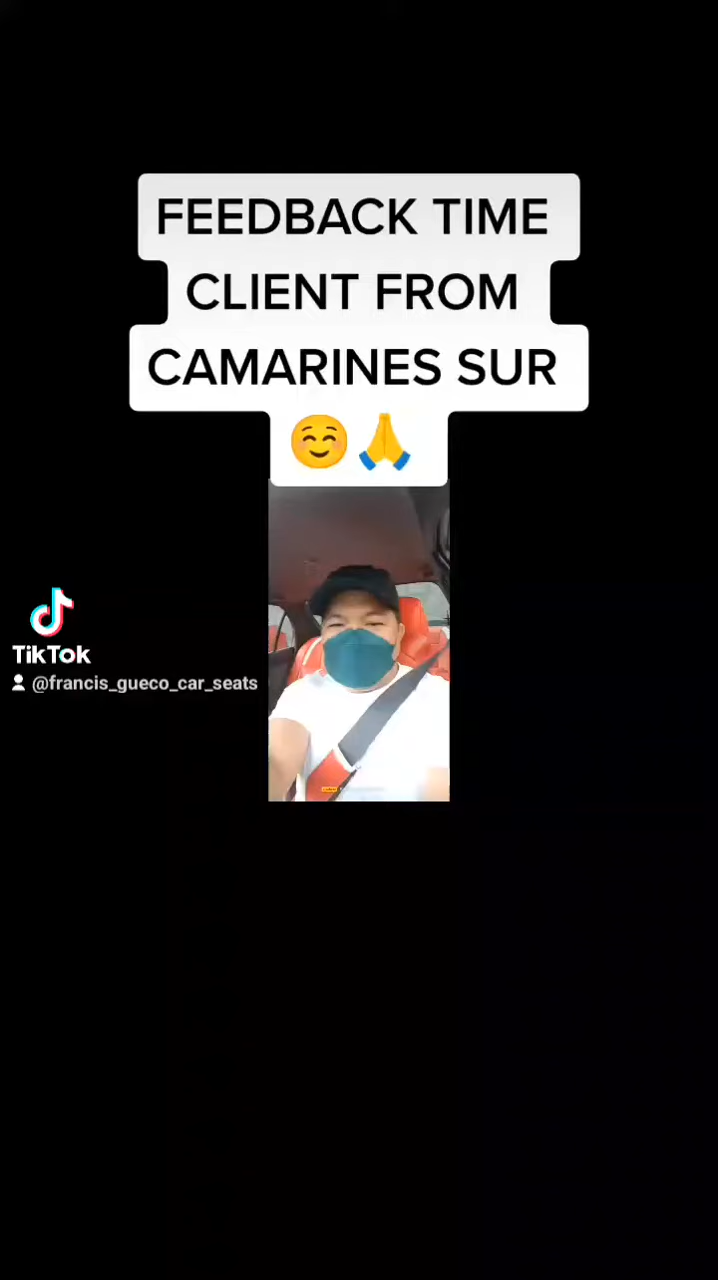 FEEDBACK TIME
CLIENT FROM
CAMARINES SUR
☺️🙏
TikTok
@francis_gueco_car_seats